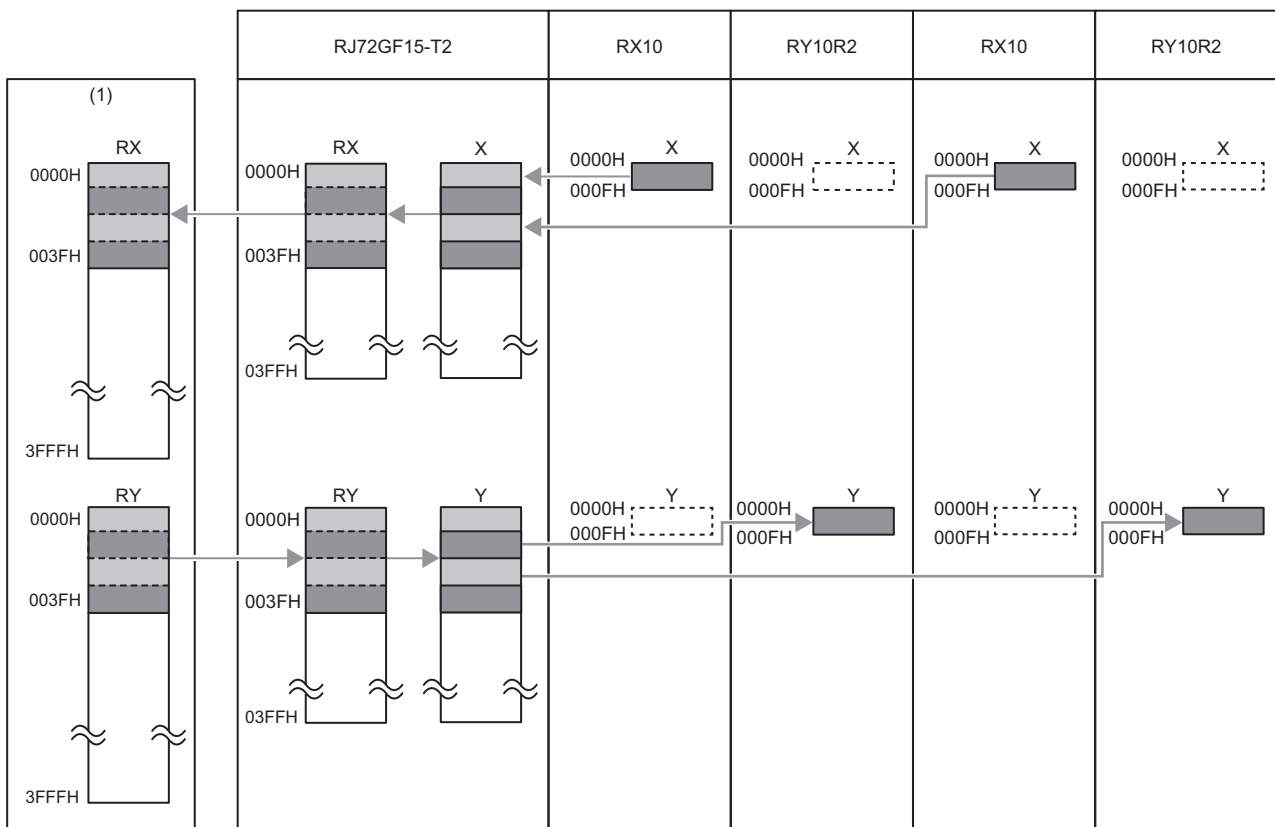 RJ72GF15-T2 RX10 RY10R2 RX10 RY10R2
(1)
RX RX X X X X X
0000H 0000H 0000H 0000H 0000H 0000H
000FH 000FH 000FH 000FH
003FH 003FH
03FFH
3FFFH
RY RY Y Y Y Y Y
0000H 0000H 0000H 0000H 0000H 0000H
000FH 000FH 000FH 000FH
003FH 003FH
03FFH
3FFFH